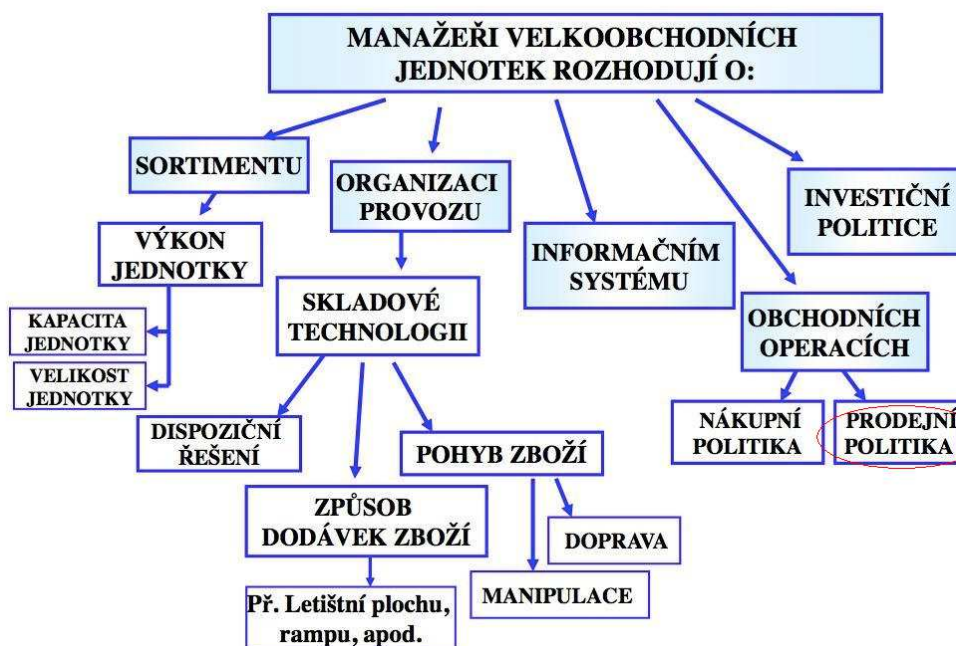 MANAŽEŘI VELKOOBCHODNÍCH
JEDNOTEK ROZHODUJÍ O:
SORTIMENTU
ORGANIZACI
PROVOZU
INFORMAČNÍM
SYSTÉMU
INVESTIČNÍ
POLITICE
VÝKON
JEDNOTKY
KAPACITA
JEDNOTKY
VELIKOST
JEDNOTKY
SKLADOVÉ
TECHNOLOGII
OBCHODNÍCH
OPERACÍCH
DISPOZIČNÍ
ŘEŠENÍ
POHYB ZBOŽÍ
NÁKUPNÍ
POLITIKA
PRODEJNÍ
POLITIKA
ZPŮSOB
DODÁVEK ZBOŽÍ
DOPRAVA
MANIPULACE
Př. Letištní plochu,
rampu, apod.